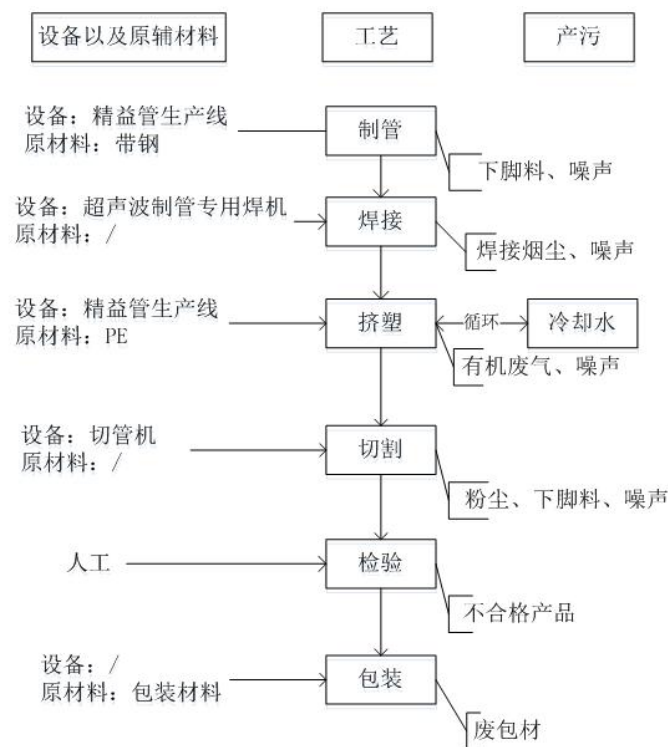 设备以及原辅材料
工艺
产污
设备：精益管生产线
原材料：带钢
制管
下脚料、噪声
设备：超声波制管专用焊机
原材料：/
焊接
焊接烟尘、噪声
设备：精益管生产线
原材料：PE
挤塑
循环
冷却水
有机废气、噪声
设备：切管机
原材料：/
切割
粉尘、下脚料、噪声
人工
检验
不合格产品
设备：/
原材料：包装材料
包装
废包材